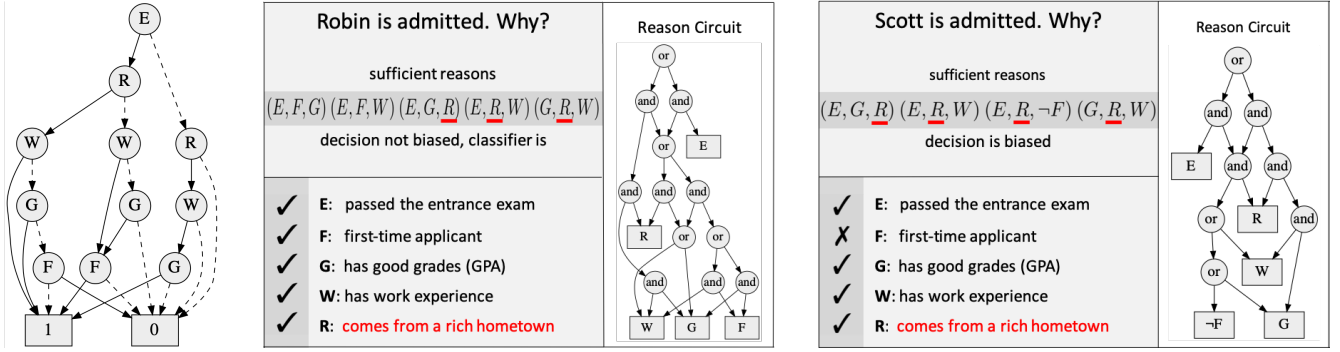 E
R
W
W
R
G
G
W
F
F
G
1
0
Robin is admitted. Why?
sufficient reasons
(E, F, G) (E, F, W) (E, G, R) (E, R, W) (G, R, W)
decision not biased, classifier is
✓ E: passed the entrance exam
✓ F: first-time applicant
✓ G: has good grades (GPA)
✓ W: has work experience
✓ R: comes from a rich hometown
Reason Circuit
or
and
and
or
E
and
and
and
R
or
or
and
and
and
W
G
F
Scott is admitted. Why?
sufficient reasons
(E, G, R) (E, R, W) (E, R, ¬F) (G, R, W)
decision is biased
✓ E: passed the entrance exam
✗ F: first-time applicant
✓ G: has good grades (GPA)
✓ W: has work experience
✓ R: comes from a rich hometown
Reason Circuit
or
and
and
E
and
and
or
R
and
or
W
¬F
G